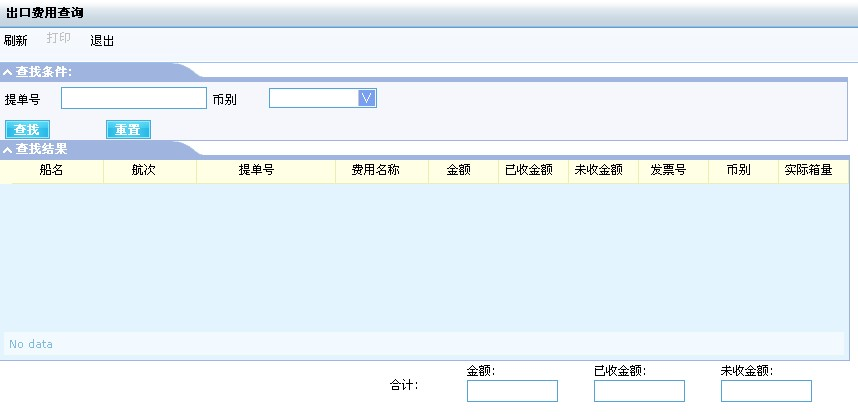 出口费用查询
刷新 打印 退出
查找条件:
提单号 币别
查找 重置
查找结果
船名 航次 提单号 费用名称 金额 已收金额 未收金额 发票号 币别 实际箱量
No data
金额: 已收金额: 未收金额:
合计: